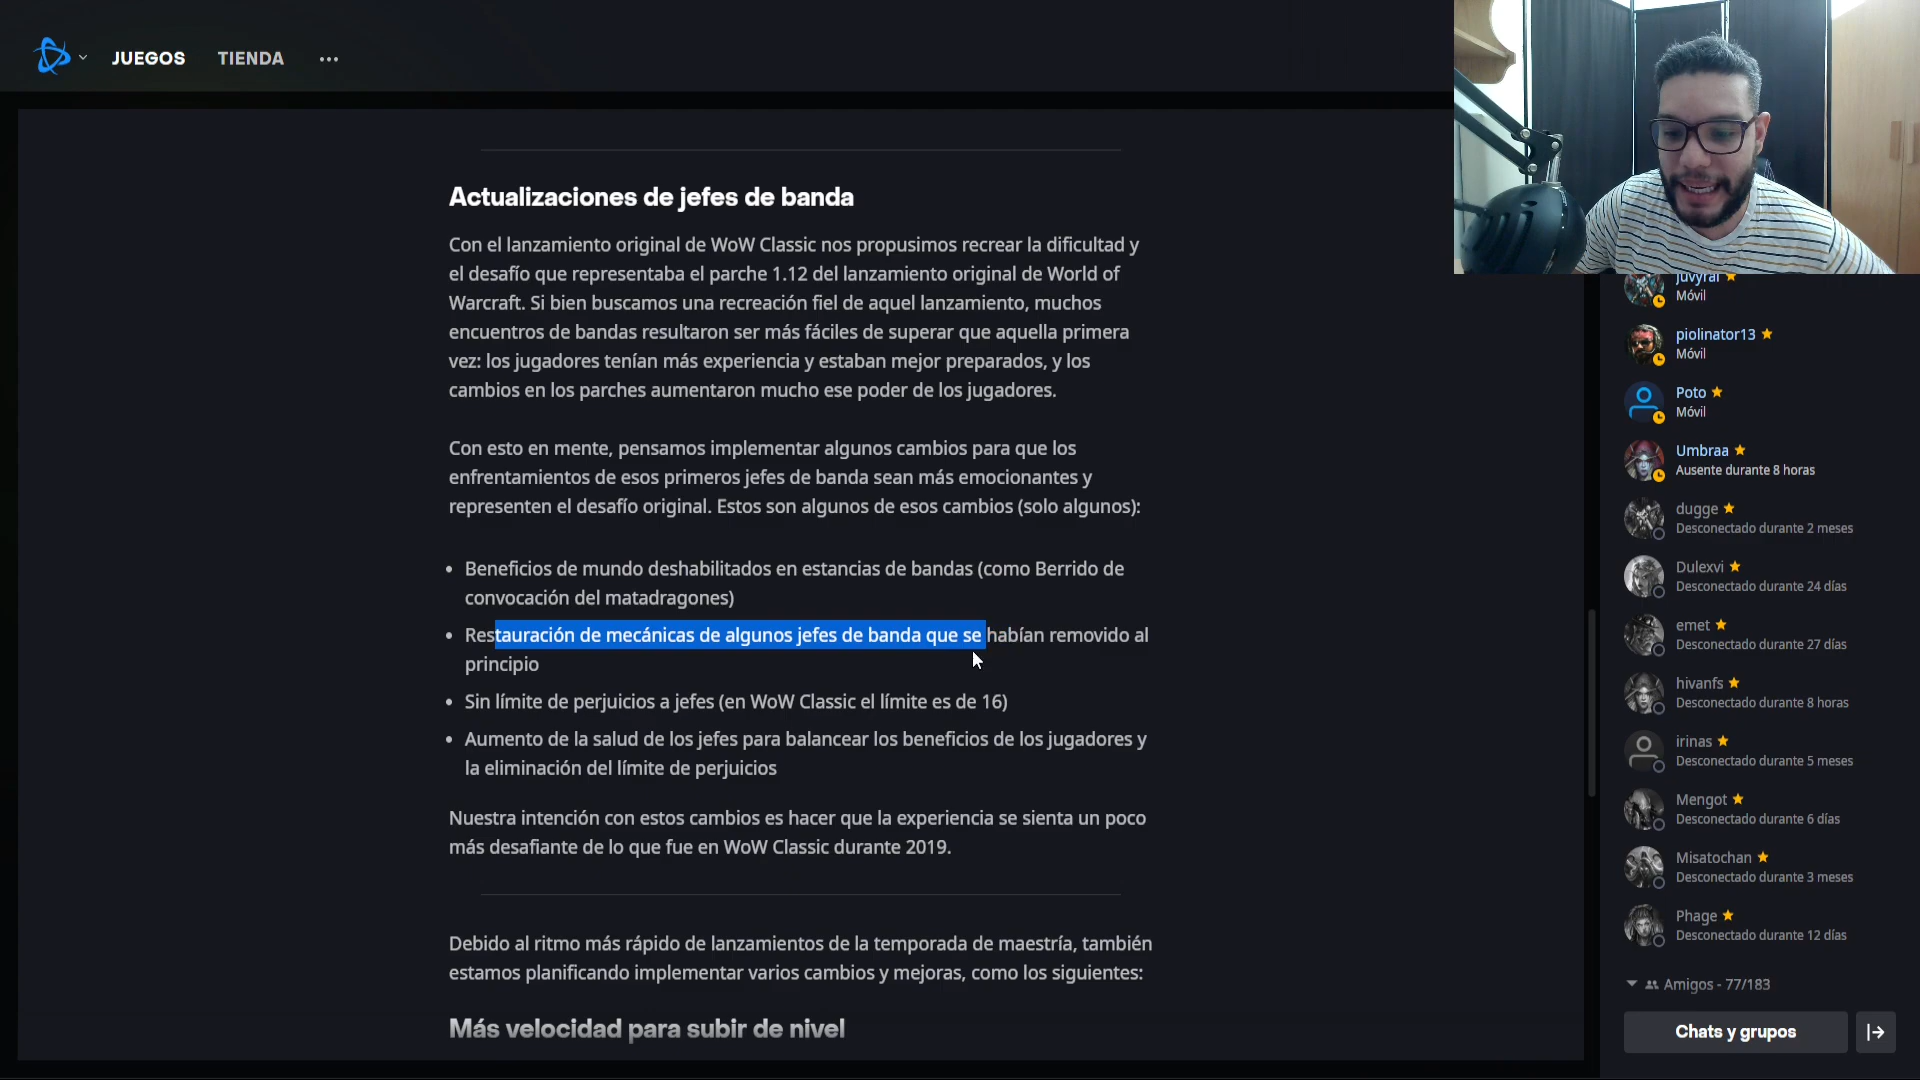 JUEGOS
TIENDA
Actualizaciones de jefes de banda
Con el lanzamiento original de WoW Classic nos propusimos recrear la dificultad y
el desafío que representaba el parche 1.12 del lanzamiento original de World of
Warcraft. Si bien buscamos una recreación fiel de aquel lanzamiento, muchos
encuentros de bandas resultaron ser más fáciles de superar que aquella primera
vez: los jugadores tenían más experiencia y estaban mejor preparados, y los
cambios en los parches aumentaron mucho ese poder de los jugadores.
Con esto en mente, pensamos implementar algunos cambios para que los
enfrentamientos de esos primeros jefes de banda sean más emocionantes y
representen el desafío original. Estos son algunos de esos cambios (solo algunos):
• Beneficios de mundo deshabilitados en estancias de bandas (como Berrido de
convocación del matadragones)
• Restauración de mecánicas de algunos jefes de banda que se habían removido al
principio
• Sin límite de perjuicios a jefes (en WoW Classic el límite es de 16)
• Aumento de la salud de los jefes para balancear los beneficios de los jugadores y
la eliminación del límite de perjuicios
Nuestra intención con estos cambios es hacer que la experiencia se sienta un poco
más desafiante de lo que fue en WoW Classic durante 2019.
Debido al ritmo más rápido de lanzamientos de la temporada de maestría, también
estamos planificando implementar varios cambios y mejoras, como los siguientes:
Más velocidad para subir de nivel
juvyrai
Móvil
piolinator13
Móvil
Poto
Móvil
Umbraa
Ausente durante 8 horas
dugge
Desconectado durante 2 meses
Dulexvi
Desconectado durante 24 días
emet
Desconectado durante 27 días
hivanfs
Desconectado durante 8 horas
irinas
Desconectado durante 5 meses
Mengot
Desconectado durante 6 días
Misatochan
Desconectado durante 3 meses
Phage
Desconectado durante 12 días
Amigos - 77/183
Chats y grupos